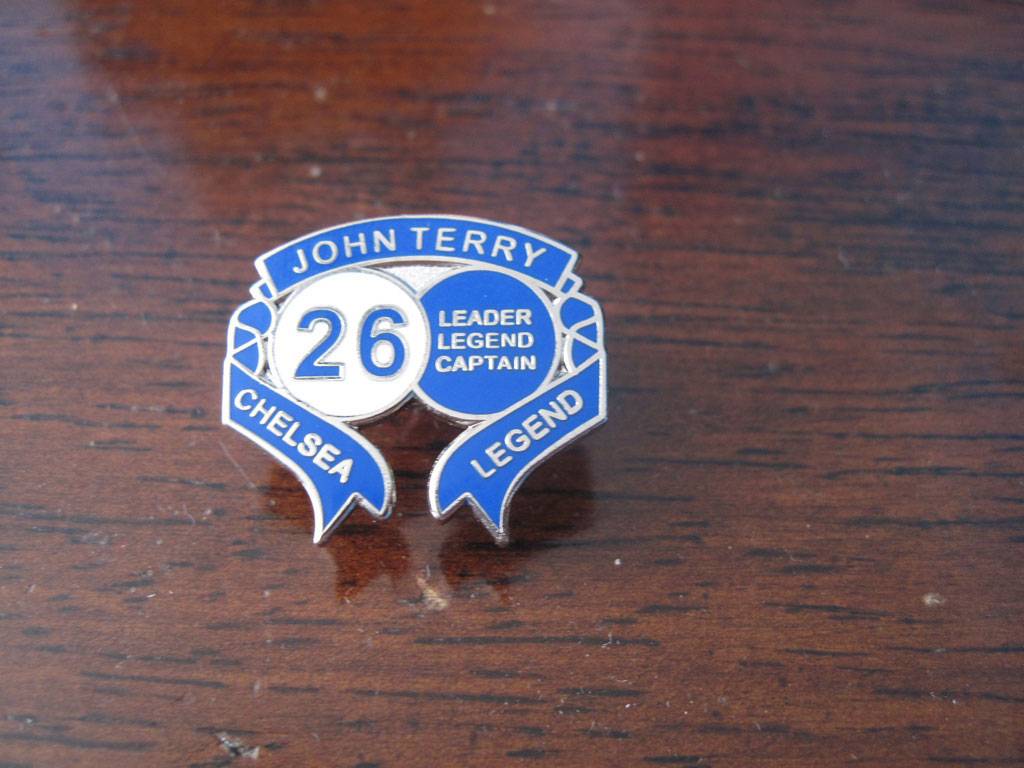 JOHN TERRY
26
LEADER
LEGEND
CAPTAIN
CHELSEA
LEGEND